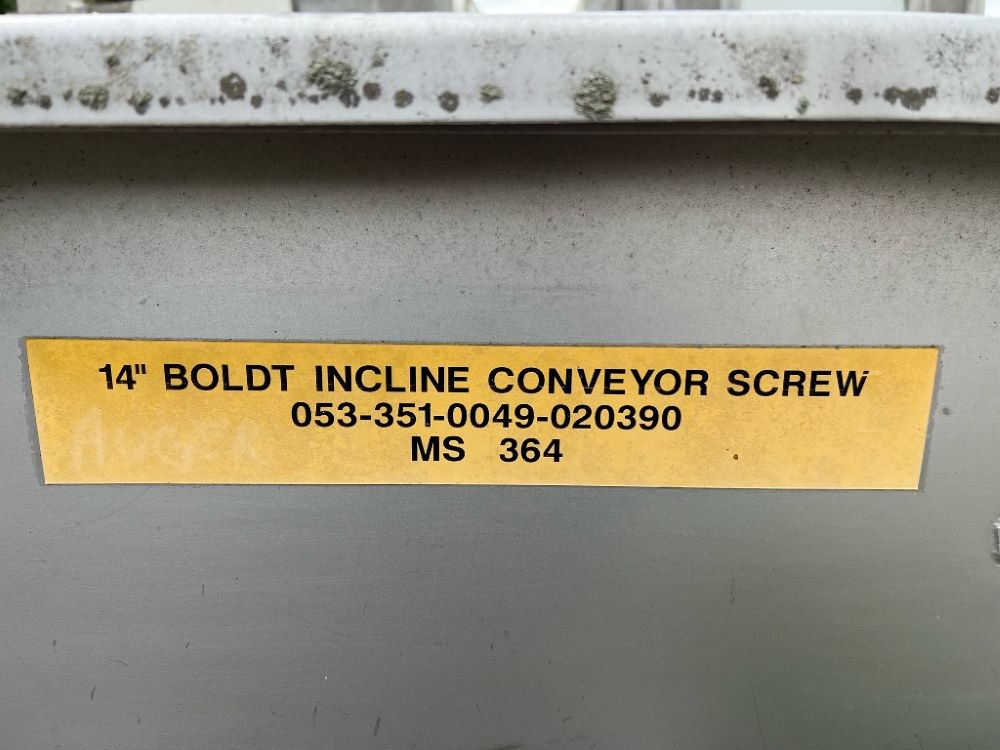 14" BOLDT INCLINE CONVEYOR SCREW
053-351-0049-020390
MS 364
AUGER